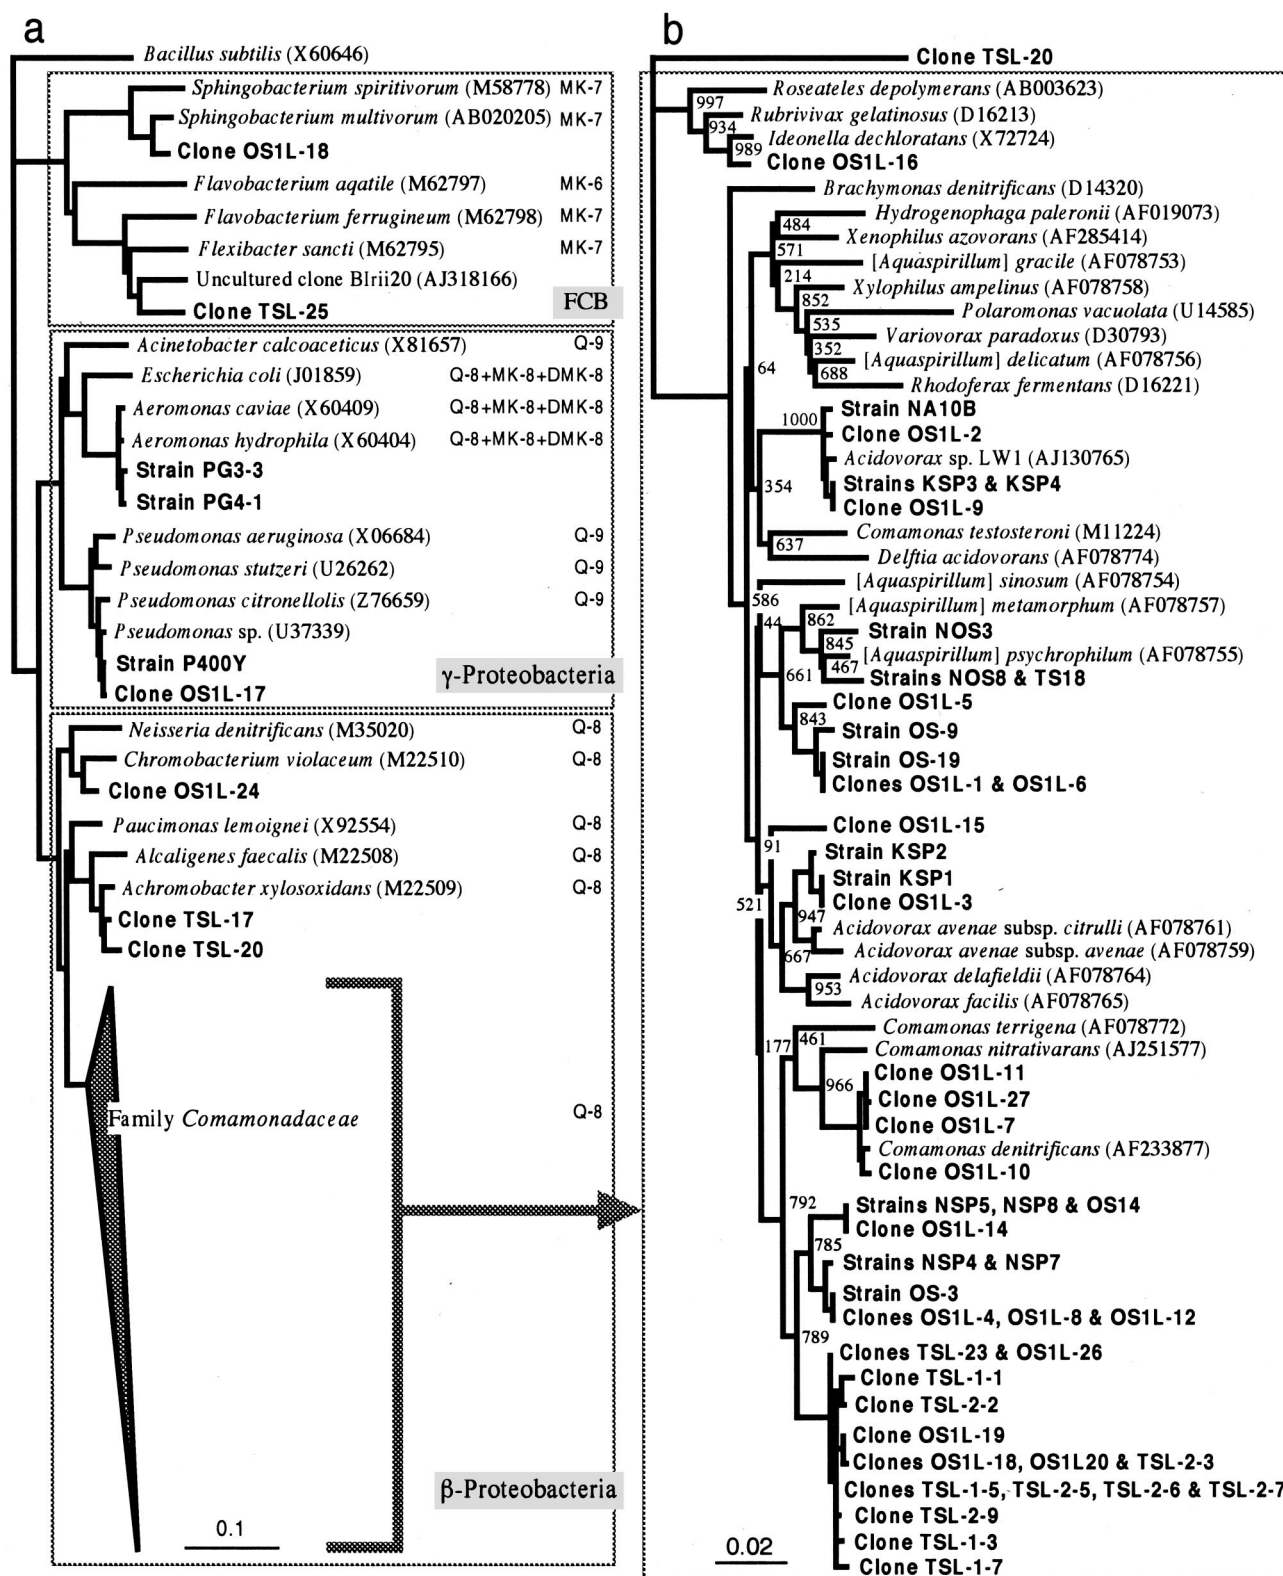 a
Bacillus subtilis (X60646)
Sphingobacterium spiritivorum (M58778) MK-7
Sphingobacterium multivorum (AB020205) MK-7
Clone OS1L-18
Flavobacterium aqatile (M62797) MK-6
Flavobacterium ferrugineum (M62798) MK-7
Flexibacter sancti (M62795) MK-7
Uncultured clone Blrii20 (AJ318166)
Clone TSL-25
FCB
Acinetobacter calcoaceticus (X81657) Q-9
Escherichia coli (J01859) Q-8+MK-8+DMK-8
Aeromonas caviae (X60409) Q-8+MK-8+DMK-8
Aeromonas hydrophila (X60404) Q-8+MK-8+DMK-8
Strain PG3-3
Strain PG4-1
Pseudomonas aeruginosa (X06684) Q-9
Pseudomonas stutzeri (U26262) Q-9
Pseudomonas citronellolis (Z76659) Q-9
Pseudomonas sp. (U37339)
Strain P400Y
Clone OS1L-17
γ-Proteobacteria
Neisseria denitrificans (M35020) Q-8
Chromobacterium violaceum (M22510) Q-8
Clone OS1L-24
Paucimonas lemoignei (X92554) Q-8
Alcaligenes faecalis (M22508) Q-8
Achromobacter xylosoxidans (M22509) Q-8
Clone TSL-17
Clone TSL-20
Family Comamonadaceae Q-8
β-Proteobacteria
0.1
b
Clone TSL-20
Roseateles depolymerans (AB003623)
997
Rubrivivax gelatinosus (D16213)
934
Ideonella dechloratans (X72724)
989
Clone OS1L-16
Brachymonas denitrificans (D14320)
Hydrogenophaga paleronii (AF019073)
484
Xenophilus azovorans (AF285414)
571
[Aquaspirillum] gracile (AF078753)
214
Xylophilus ampelinus (AF078758)
852
Polaromonas vacuolata (U14585)
535
Variovorax paradoxus (D30793)
352
[Aquaspirillum] delicatum (AF078756)
64
688
Rhodoferax fermentans (D16221)
Strain NA10B
1000
Clone OS1L-2
Acidovorax sp. LW1 (AJ130765)
354
Strains KSP3 & KSP4
Clone OS1L-9
Comamonas testosteroni (M11224)
637
Delftia acidovorans (AF078774)
[Aquaspirillum] sinosum (AF078754)
586
[Aquaspirillum] metamorphum (AF078757)
44
862
Strain NOS3
845
[Aquaspirillum] psychrophilum (AF078755)
467
661
Strains NOS8 & TS18
Clone OS1L-5
843
Strain OS-9
Strain OS-19
Clones OS1L-1 & OS1L-6
Clone OS1L-15
91
Strain KSP2
Strain KSP1
Clone OS1L-3
521
947
Acidovorax avenae subsp. citrulli (AF078761)
Acidovorax avenae subsp. avenae (AF078759)
667
Acidovorax delafieldii (AF078764)
953
Acidovorax facilis (AF078765)
Comamonas terrigena (AF078772)
177
461
Comamonas nitrativarans (AJ251577)
Clone OS1L-11
966
Clone OS1L-27
Clone OS1L-7
Comamonas denitrificans (AF233877)
Clone OS1L-10
792
Strains NSP5, NSP8 & OS14
Clone OS1L-14
785
Strains NSP4 & NSP7
Strain OS-3
Clones OS1L-4, OS1L-8 & OS1L-12
789
Clones TSL-23 & OS1L-26
Clone TSL-1-1
Clone TSL-2-2
Clone OS1L-19
Clones OS1L-18, OS1L20 & TSL-2-3
Clones TSL-1-5, TSL-2-5, TSL-2-6 & TSL-2-7
Clone TSL-2-9
Clone TSL-1-3
Clone TSL-1-7
0.02